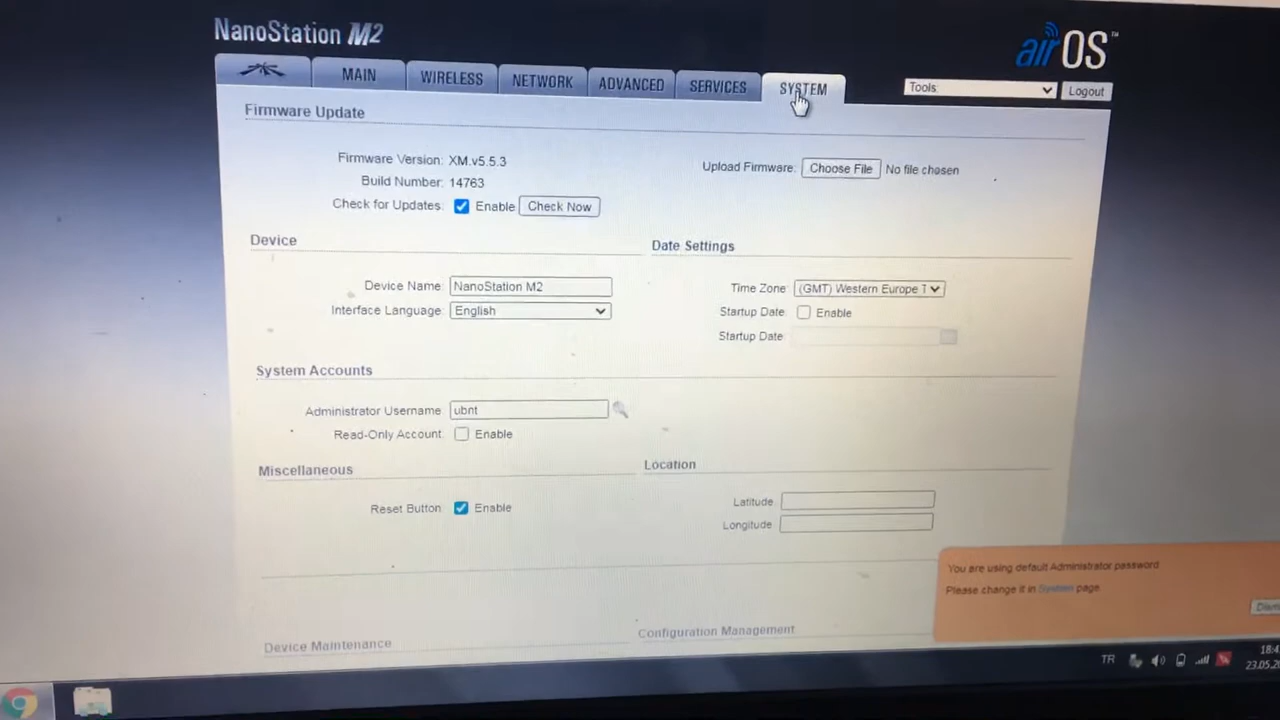 NanoStation M2
airOS™
MAIN WIRELESS NETWORK ADVANCED SERVICES SYSTEM
Tools: Logout
Firmware Update
Firmware Version: XM.v5.5.3
Build Number: 14763
Check for Updates: Enable Check Now
Upload Firmware: Choose File No file chosen
Device
Device Name: NanoStation M2
Interface Language: English
Date Settings
Time Zone: (GMT) Western Europe T
Startup Date: Enable
Startup Date:
System Accounts
Administrator Username: ubnt
Read-Only Account: Enable
Miscellaneous
Reset Button: Enable
Location
Latitude:
Longitude:
You are using default Administrator password.
Please change it in System page.
Device Maintenance
Configuration Management
TR
18:4
23.05.2